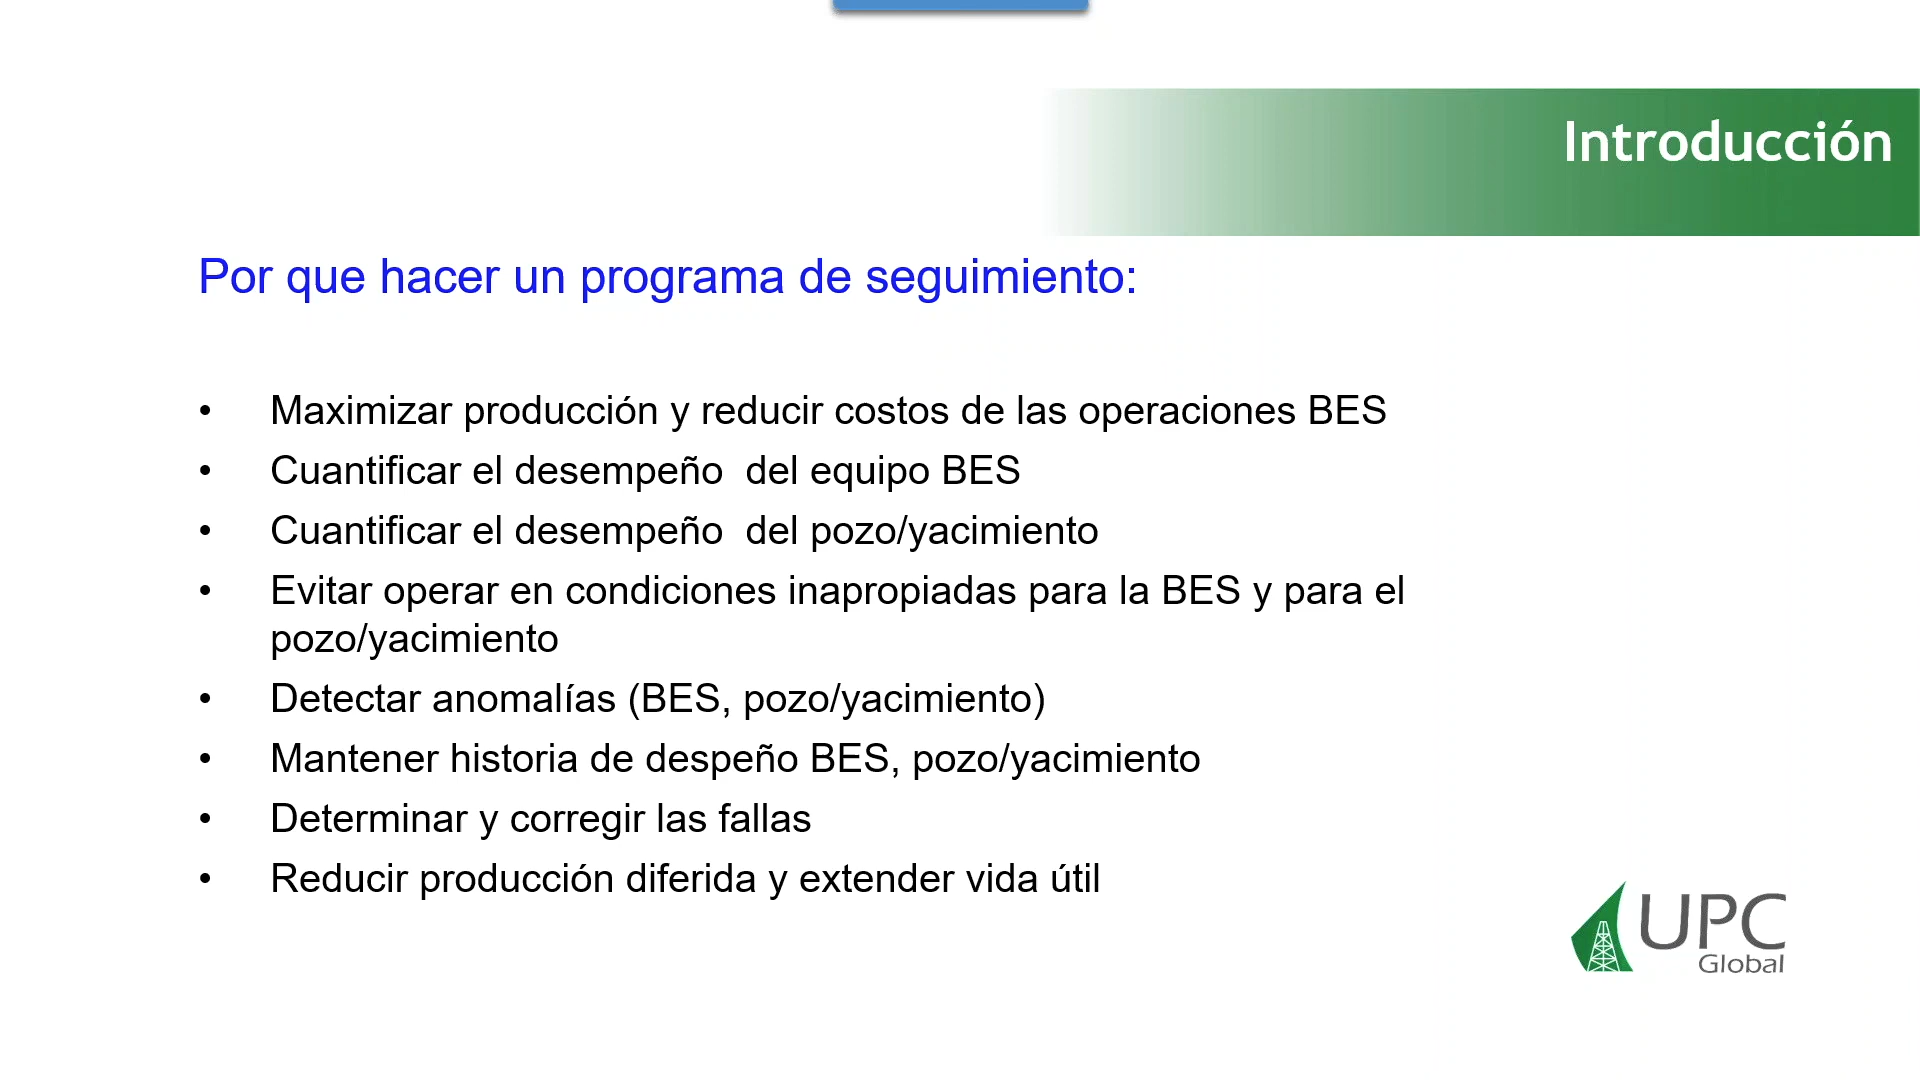 Introducción
Por que hacer un programa de seguimiento:
• Maximizar producción y reducir costos de las operaciones BES
• Cuantificar el desempeño  del equipo BES
• Cuantificar el desempeño  del pozo/yacimiento
• Evitar operar en condiciones inapropiadas para la BES y para el
pozo/yacimiento
• Detectar anomalías (BES, pozo/yacimiento)
• Mantener historia de despeño BES, pozo/yacimiento
• Determinar y corregir las fallas
• Reducir producción diferida y extender vida útil
UPC
Global